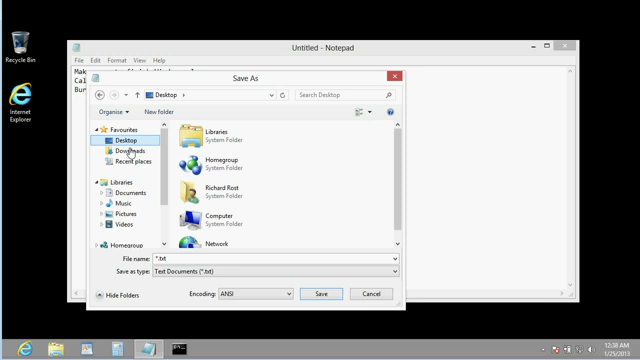 Recycle Bin
Internet
Explorer
Untitled - Notepad
File Edit Format View Help
Save As
Desktop
Search Desktop
Organise
New folder
Favourites
Desktop
Downloads
Recent places
Libraries
Documents
Music
Pictures
Videos
Homegroup
Libraries
System Folder
Homegroup
System Folder
Richard Rost
System Folder
Computer
System Folder
Network
File name: *.txt
Save as type: Text Documents (*.txt)
Hide Folders
Encoding: ANSI
Save
Cancel
12:38 AM
1/25/2013